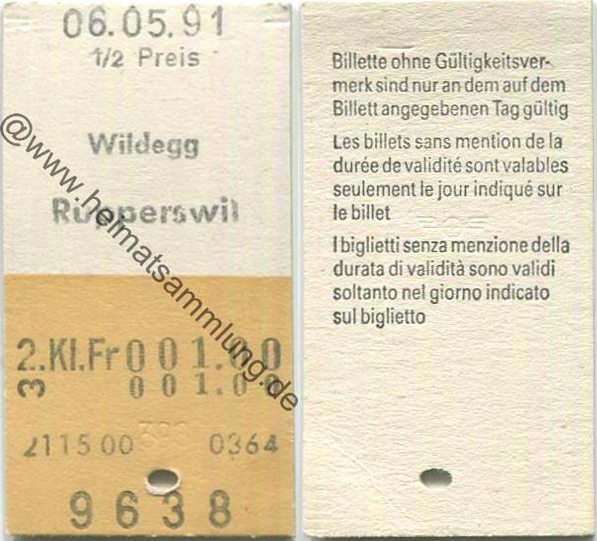 06.05.91
1/2 Preis
Wildegg
Rupperswil
2.Kl.Fr 001.00
3 001.00
211500 0364
9638
Billette ohne Gültigkeitsver-
merk sind nur an dem auf dem
Billett angegebenen Tag gültig
Les billets sans mention de la
durée de validité sont valables
seulement le jour indiqué sur
le billet
I biglietti senza menzione della
durata di validità sono validi
soltanto nel giorno indicato
sul biglietto
@www.heimatsammlung.de